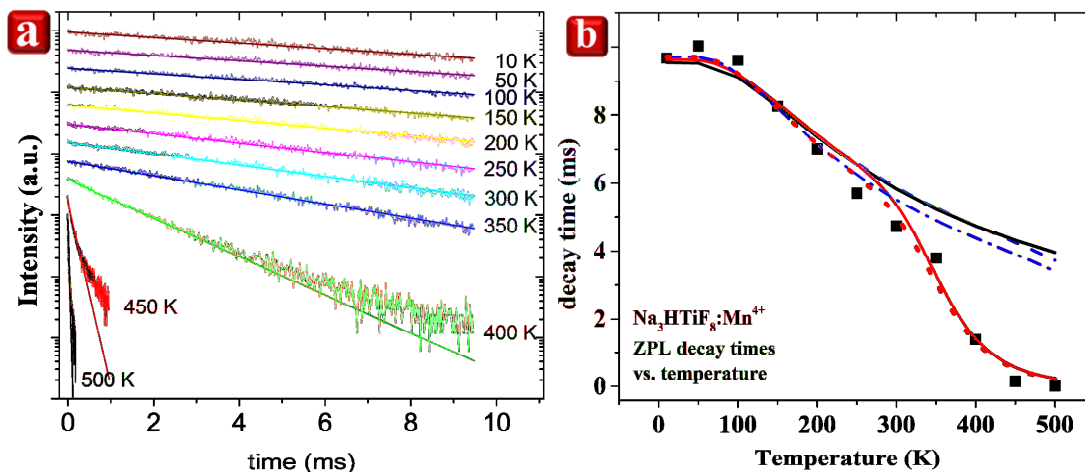 a
Intensity (a.u.)
10 K
50 K
100 K
150 K
200 K
250 K
300 K
350 K
400 K
450 K
500 K
0 2 4 6 8 10
time (ms)
b
decay time (ms)
8
6
4
2
0
Na₃HTiF₈:Mn⁴⁺
ZPL decay times
vs. temperature
0 100 200 300 400 500
Temperature (K)